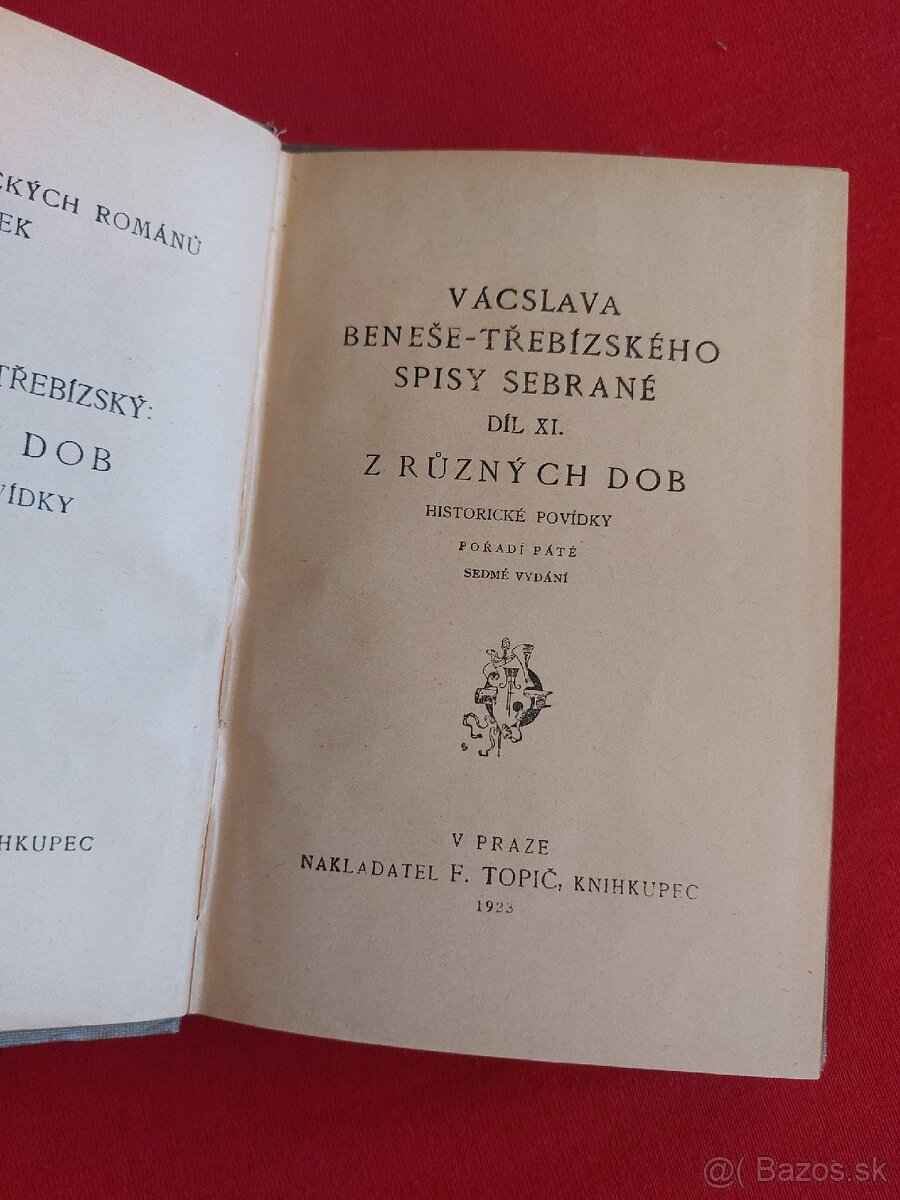 CKÝCH ROMÁNŮ
EK
TŘEBÍZSKÝ:
DOB
VÍDKY
HKUPEC
VÁCSLAVA
BENEŠE-TŘEBÍZSKÉHO
SPISY SEBRANÉ
DÍL XI.
Z RŮZNÝCH DOB
HISTORICKÉ POVÍDKY
POŘADÍ PÁTÉ
SEDMÉ VYDÁNÍ
V PRAZE
NAKLADATEL F. TOPIČ, KNIHKUPEC
1923
@( Bazos.sk